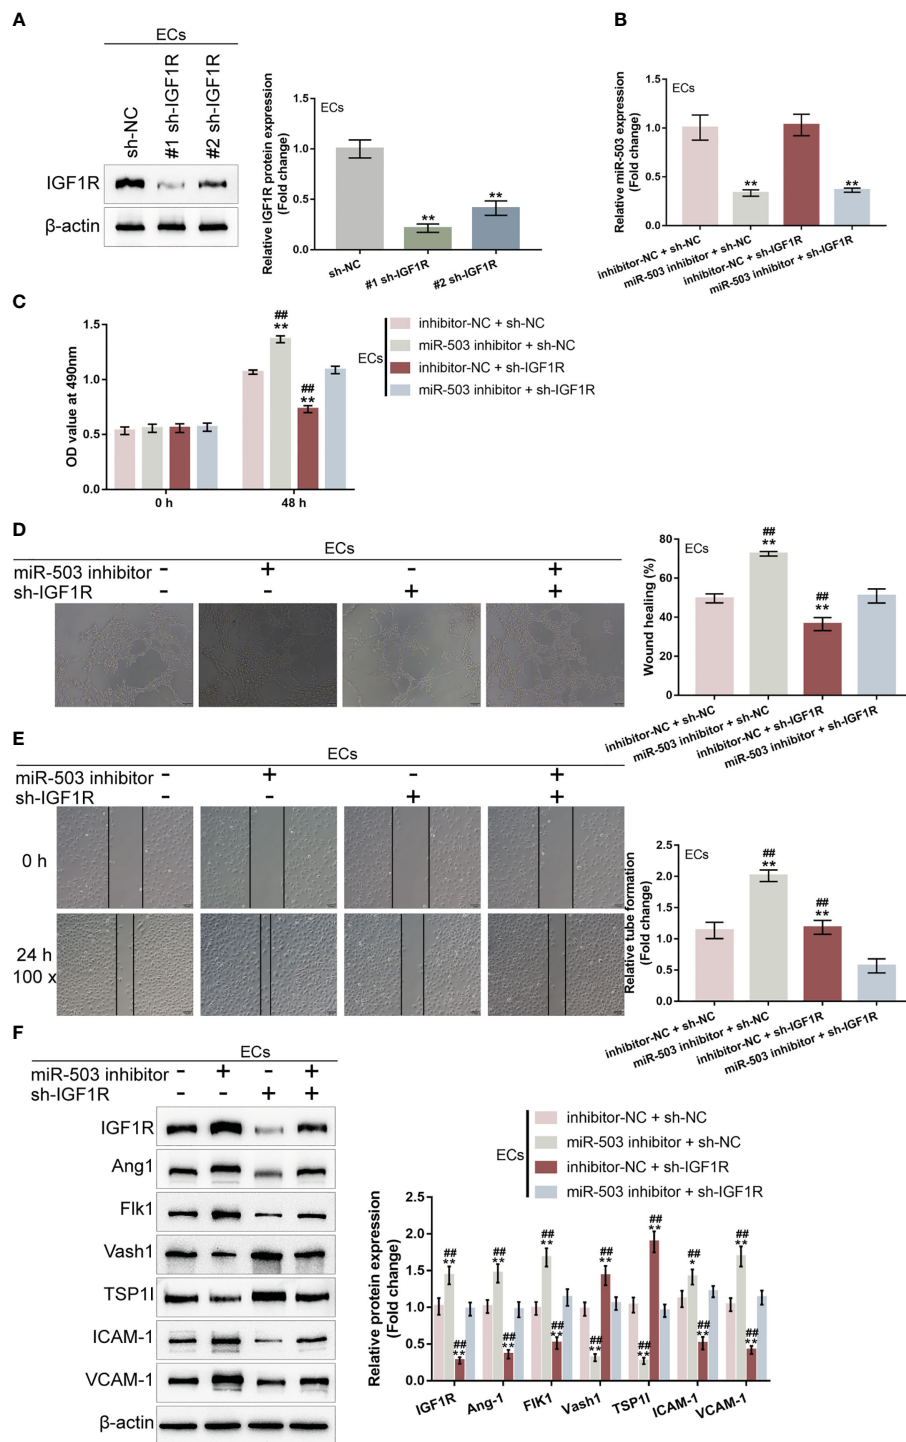 A
ECs
sh-NC
#1 sh-IGF1R
#2 sh-IGF1R
IGF1R
β-actin
Relative IGF1R protein expression
(Fold change)
ECs
1.5
1.0
0.5
0.0
**
**
sh-NC
#1 sh-IGF1R
#2 sh-IGF1R
B
Relative miR-503 expression
(Fold change)
ECs
1.5
1.0
0.5
0.0
**
**
inhibitor-NC + sh-NC
miR-503 inhibitor + sh-NC
inhibitor-NC + sh-IGF1R
miR-503 inhibitor + sh-IGF1R
C
OD value at 490nm
1.5
1.0
0.5
0.0
##
**
##
**
0 h
48 h
ECs
inhibitor-NC + sh-NC
miR-503 inhibitor + sh-NC
inhibitor-NC + sh-IGF1R
miR-503 inhibitor + sh-IGF1R
D
ECs
miR-503 inhibitor - + - +
sh-IGF1R - - + +
Wound healing (%)
ECs
80
60
40
20
0
##
**
##
**
inhibitor-NC + sh-NC
miR-503 inhibitor + sh-NC
inhibitor-NC + sh-IGF1R
miR-503 inhibitor + sh-IGF1R
E
ECs
miR-503 inhibitor - + - +
sh-IGF1R - - + +
0 h
24 h
100 x
Relative tube formation
(Fold change)
ECs
2.5
2.0
1.5
1.0
0.5
0.0
##
**
##
**
inhibitor-NC + sh-NC
miR-503 inhibitor + sh-NC
inhibitor-NC + sh-IGF1R
miR-503 inhibitor + sh-IGF1R
F
ECs
miR-503 inhibitor - + - +
sh-IGF1R - - + +
IGF1R
Ang1
Flk1
Vash1
TSP1I
ICAM-1
VCAM-1
β-actin
ECs
inhibitor-NC + sh-NC
miR-503 inhibitor + sh-NC
inhibitor-NC + sh-IGF1R
miR-503 inhibitor + sh-IGF1R
Relative protein expression
(Fold change)
2.5
2.0
1.5
1.0
0.5
0.0
## ## ## ## ## ## ##
** ** ** ** ** * **
## ## ## ## ## ## ##
** ** ** ** ** ** **
IGF1R
Ang-1
FIK1
Vash1
TSP1I
ICAM-1
VCAM-1